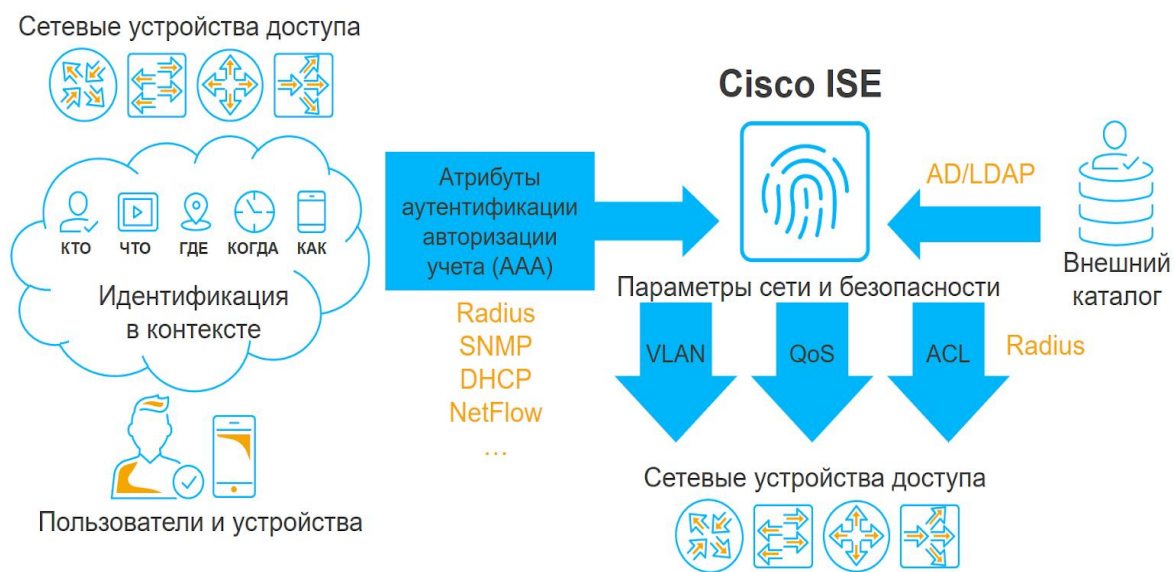 Сетевые устройства доступа
КТО ЧТО ГДЕ КОГДА КАК
Идентификация
в контексте
Пользователи и устройства
Атрибуты
аутентификации
авторизации
учета (AAA)
Radius
SNMP
DHCP
NetFlow
...
Cisco ISE
AD/LDAP
Внешний
каталог
Параметры сети и безопасности
VLAN QoS ACL Radius
Сетевые устройства доступа